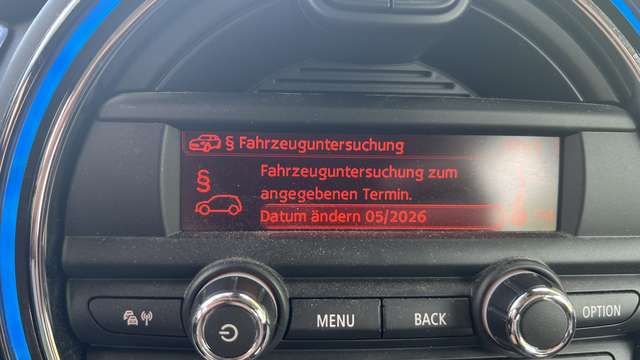 § Fahrzeuguntersuchung
§
Fahrzeuguntersuchung zum
angegebenen Termin.
Datum ändern 05/2026
MENU
BACK
OPTION